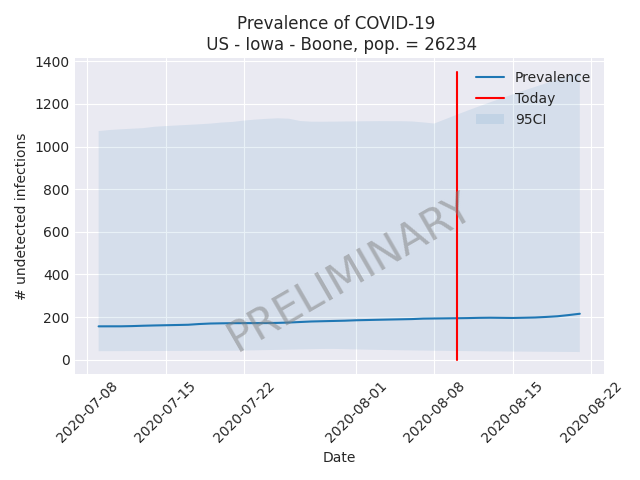 Prevalence of COVID-19
US - Iowa - Boone, pop. = 26234
# undetected infections
1400
1200
1000
800
600
400
200
0
Prevalence
Today
95CI
PRELIMINARY
2020-07-08
2020-07-15
2020-07-22
2020-08-01
2020-08-08
2020-08-15
2020-08-22
Date